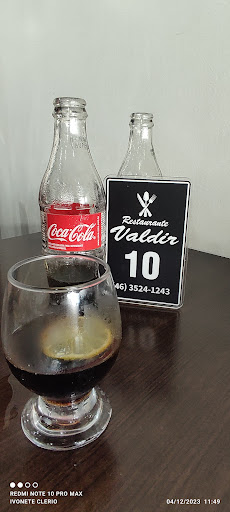 Coca-Cola
Restaurante
Valdir
10
(46) 3524-1243
REDMI NOTE 10 PRO MAX
IVONETE CLERIO
04/12/2023 11:49